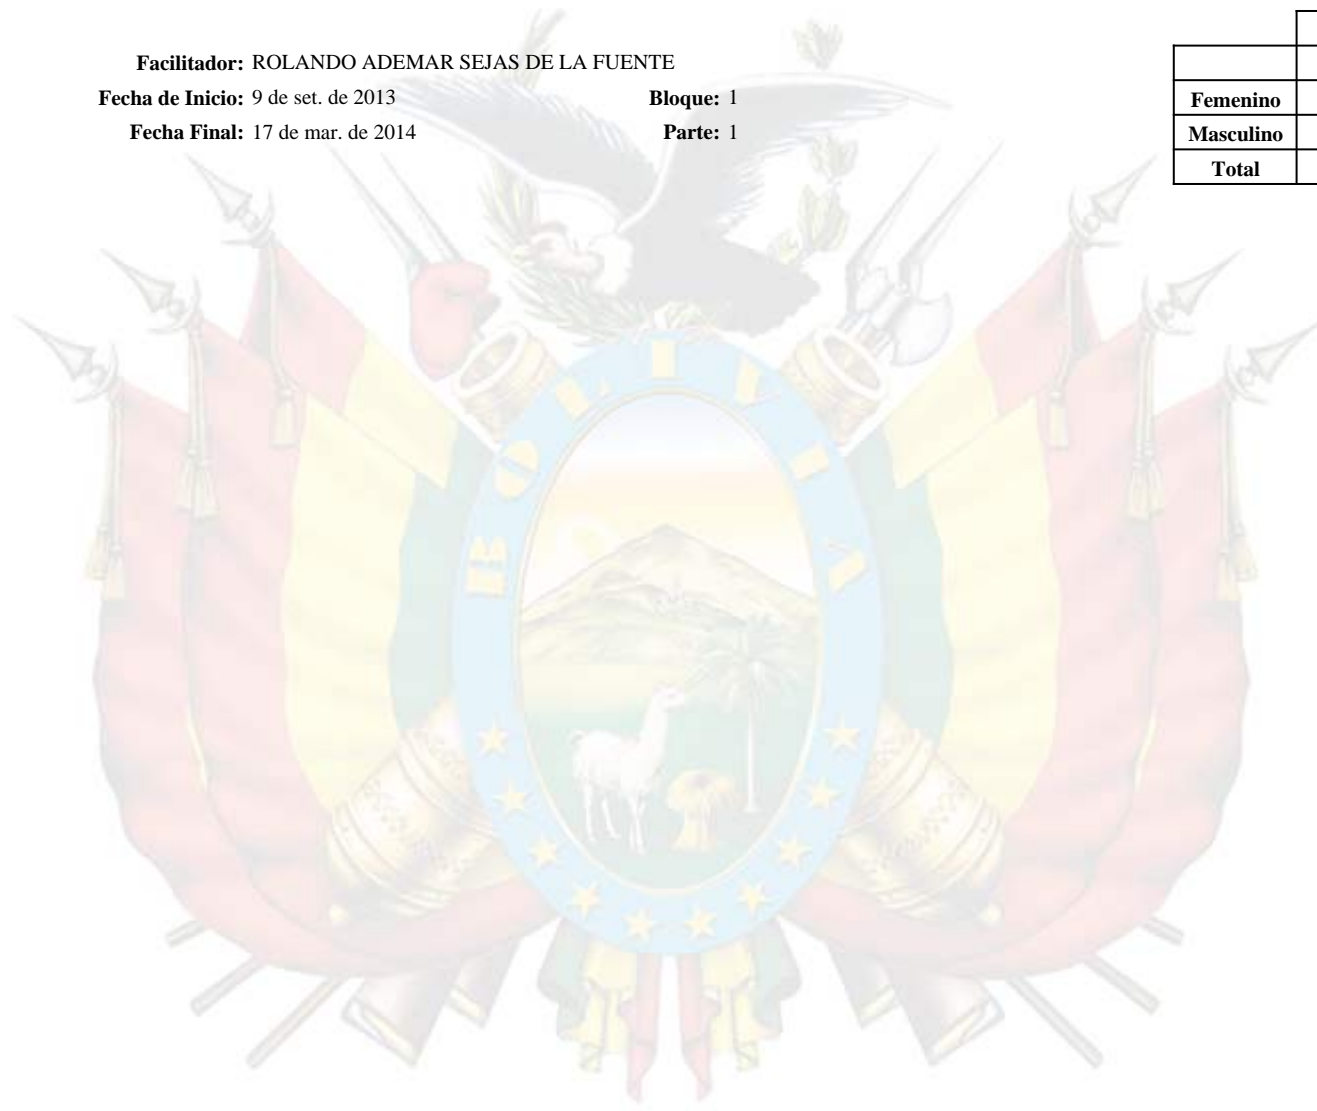 Facilitador: ROLANDO ADEMAR SEJAS DE LA FUENTE
Fecha de Inicio: 9 de set. de 2013 Bloque: 1
Fecha Final: 17 de mar. de 2014 Parte: 1
Femenino
Masculino
Total
BOLIVIA